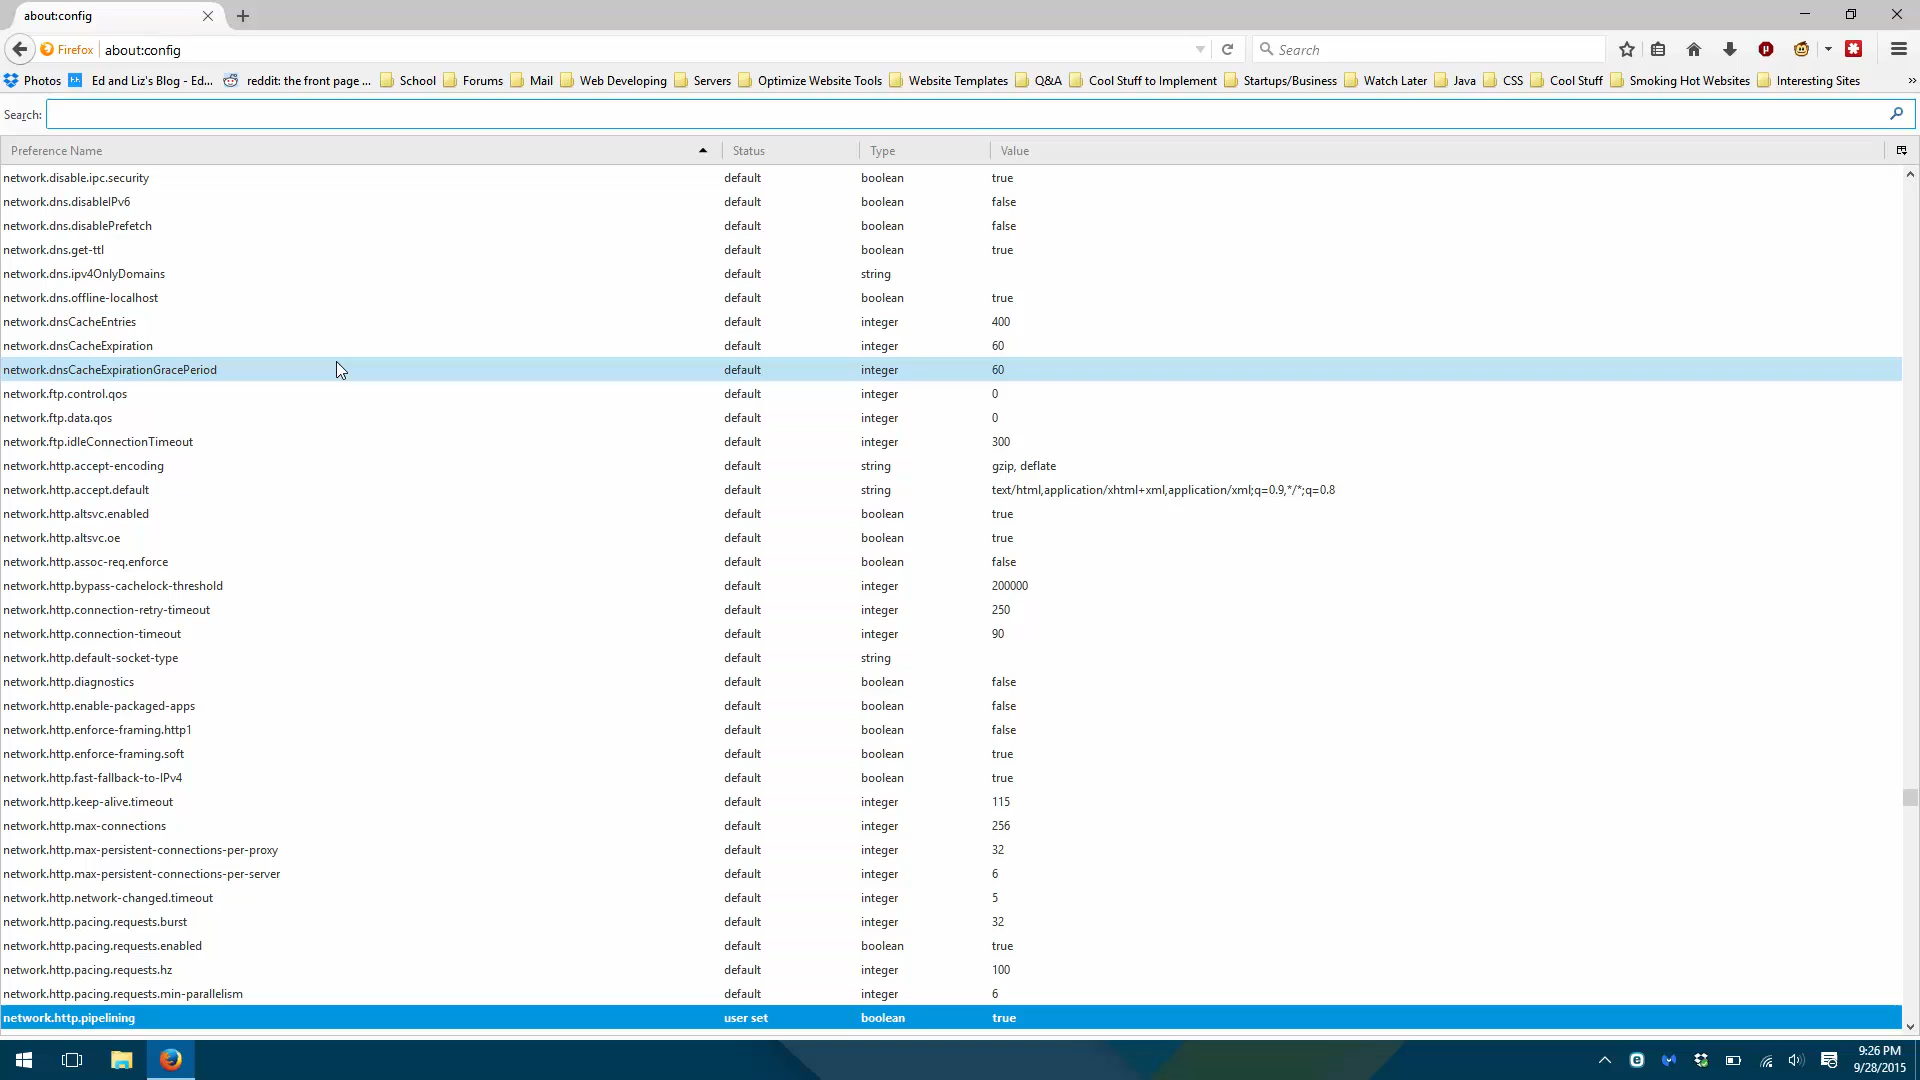 about:config
Firefox about:config Search
Photos Ed and Liz's Blog - Ed... reddit: the front page ... School Forums Mail Web Developing Servers Optimize Website Tools Website Templates Q&A Cool Stuff to Implement Startups/Business Watch Later Java CSS Cool Stuff Smoking Hot Websites Interesting Sites
Search:
Preference Name Status Type Value
network.disable.ipc.security default boolean true
network.dns.disableIPv6 default boolean false
network.dns.disablePrefetch default boolean false
network.dns.get-ttl default boolean true
network.dns.ipv4OnlyDomains default string
network.dns.offline-localhost default boolean true
network.dnsCacheEntries default integer 400
network.dnsCacheExpiration default integer 60
network.dnsCacheExpirationGracePeriod default integer 60
network.ftp.control.qos default integer 0
network.ftp.data.qos default integer 0
network.ftp.idleConnectionTimeout default integer 300
network.http.accept-encoding default string gzip, deflate
network.http.accept.default default string text/html,application/xhtml+xml,application/xml;q=0.9,*/*;q=0.8
network.http.altsvc.enabled default boolean true
network.http.altsvc.oe default boolean true
network.http.assoc-req.enforce default boolean false
network.http.bypass-cachelock-threshold default integer 200000
network.http.connection-retry-timeout default integer 250
network.http.connection-timeout default integer 90
network.http.default-socket-type default string
network.http.diagnostics default boolean false
network.http.enable-packaged-apps default boolean false
network.http.enforce-framing.http1 default boolean false
network.http.enforce-framing.soft default boolean true
network.http.fast-fallback-to-IPv4 default boolean true
network.http.keep-alive.timeout default integer 115
network.http.max-connections default integer 256
network.http.max-persistent-connections-per-proxy default integer 32
network.http.max-persistent-connections-per-server default integer 6
network.http.network-changed.timeout default integer 5
network.http.pacing.requests.burst default integer 32
network.http.pacing.requests.enabled default boolean true
network.http.pacing.requests.hz default integer 100
network.http.pacing.requests.min-parallelism default integer 6
network.http.pipelining user set boolean true
9:26 PM
9/28/2015